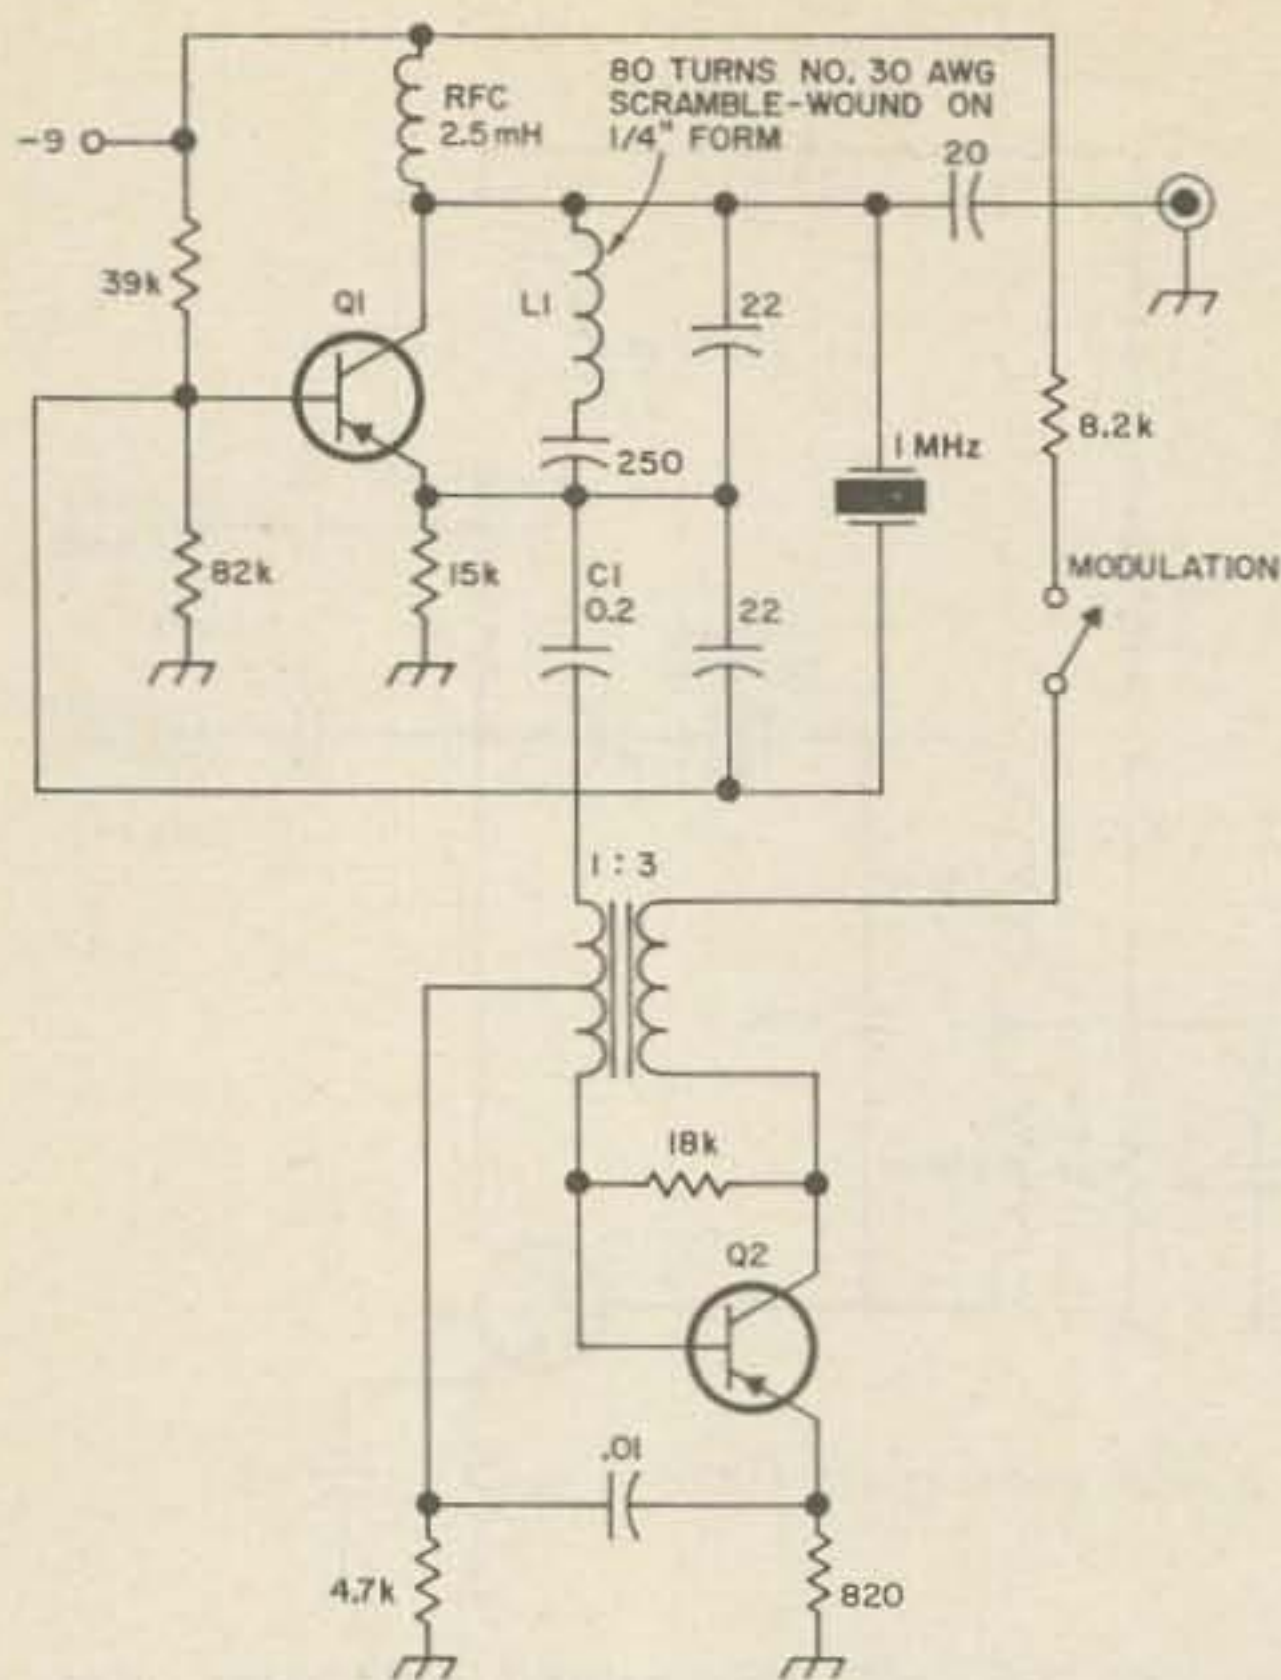 80 TURNS NO. 30 AWG
SCRAMBLE-WOUND ON
1/4" FORM
RFC
2.5mH
-9
20
39k
Q1
L1
22
8.2k
250
1 MHz
82k
15k
C1
0.2
22
MODULATION
1 : 3
18k
Q2
.01
4.7k
820